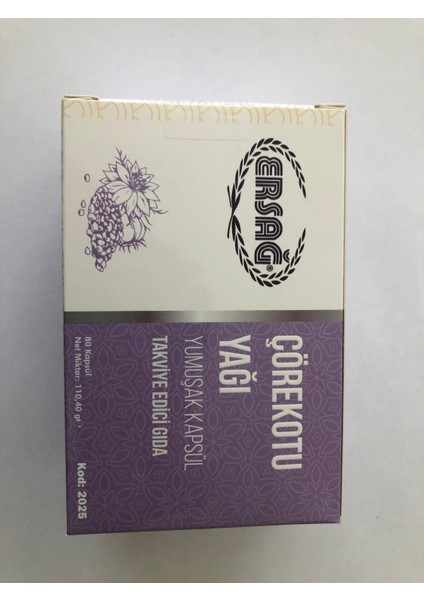 ERSAĞ®
ÇÖREKOTU
YAĞI
YUMUŞAK KAPSÜL
TAKVİYE EDİCİ GIDA
80 Kapsül
Net Miktar: 110,40 g℮
Kod: 2025